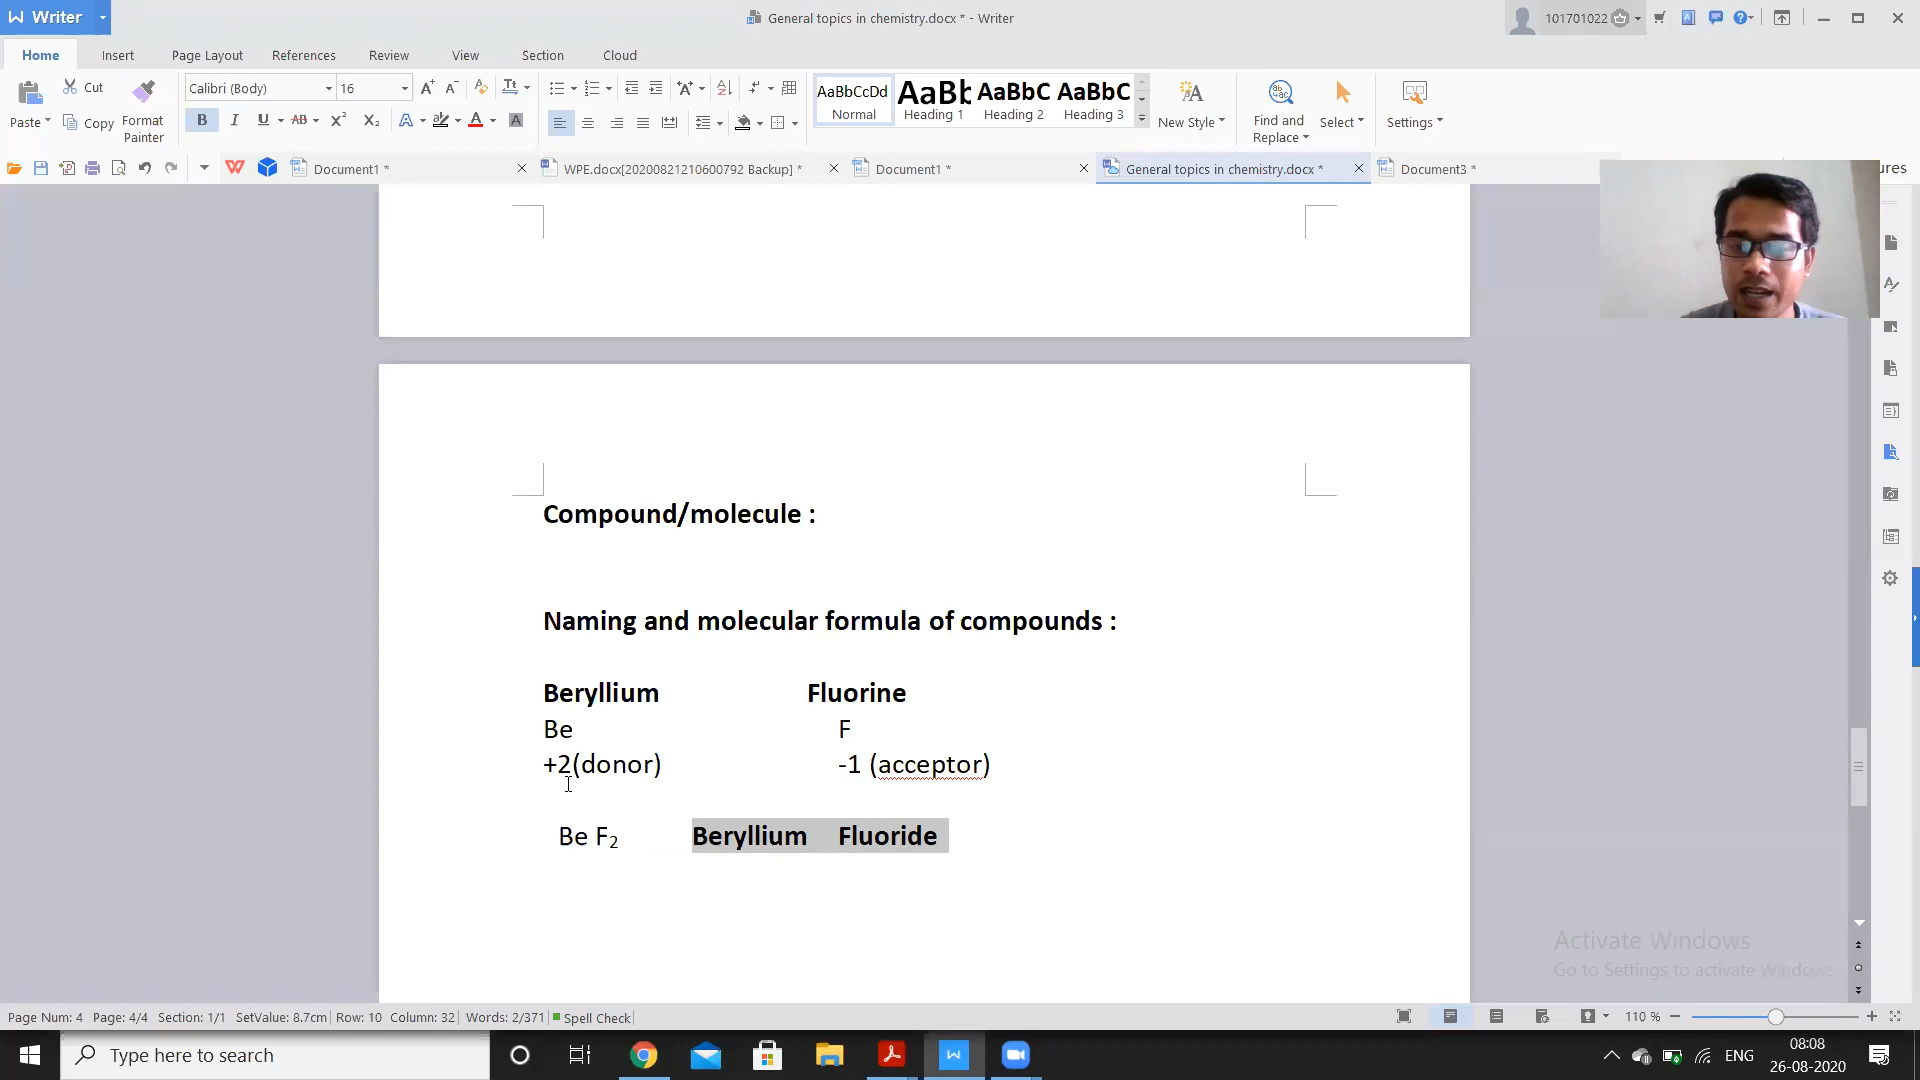 Writer
General topics in chemistry.docx * - Writer
101701022
Home Insert Page Layout References Review View Section Cloud
Paste Cut Copy Format Painter
Calibri (Body) 16
AaBbCcDd AaBb AaBbC AaBbC
Normal Heading 1 Heading 2 Heading 3
New Style Find and Replace Select Settings
Document1 * WPE.docx[20200821210600792 Backup] * Document1 * General topics in chemistry.docx * Document3 * ures
Compound/molecule :
Naming and molecular formula of compounds :
Beryllium Fluorine
Be F
+2(donor) -1 (acceptor)
Be F₂ Beryllium Fluoride
Activate Windows
Go to Settings to activate Windows
Page Num: 4 Page: 4/4 Section: 1/1 SetValue: 8.7cm Row: 10 Column: 32 Words: 2/371 Spell Check 110 %
Type here to search
ENG
08:08
26-08-2020